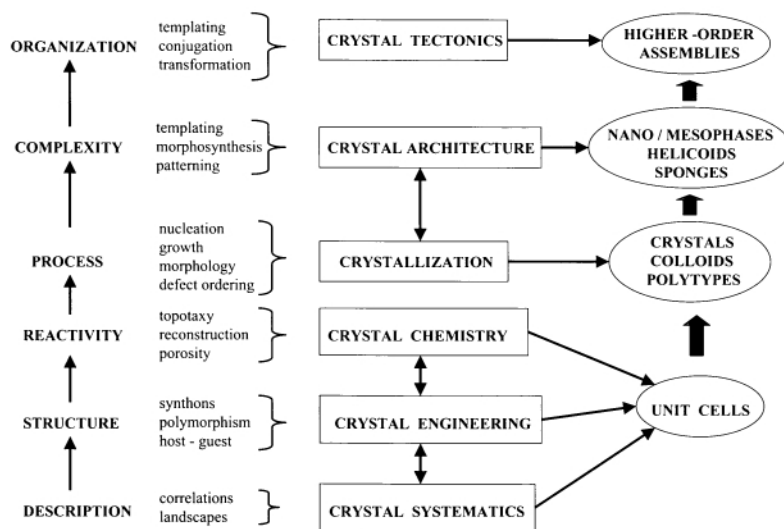 ORGANIZATION
templating
conjugation
transformation
CRYSTAL TECTONICS
HIGHER -ORDER
ASSEMBLIES
COMPLEXITY
templating
morphosynthesis
patterning
CRYSTAL ARCHITECTURE
NANO / MESOPHASES
HELICOIDS
SPONGES
PROCESS
nucleation
growth
morphology
defect ordering
CRYSTALLIZATION
CRYSTALS
COLLOIDS
POLYTYPES
REACTIVITY
topotaxy
reconstruction
porosity
CRYSTAL CHEMISTRY
STRUCTURE
synthons
polymorphism
host - guest
CRYSTAL ENGINEERING
UNIT CELLS
DESCRIPTION
correlations
landscapes
CRYSTAL SYSTEMATICS